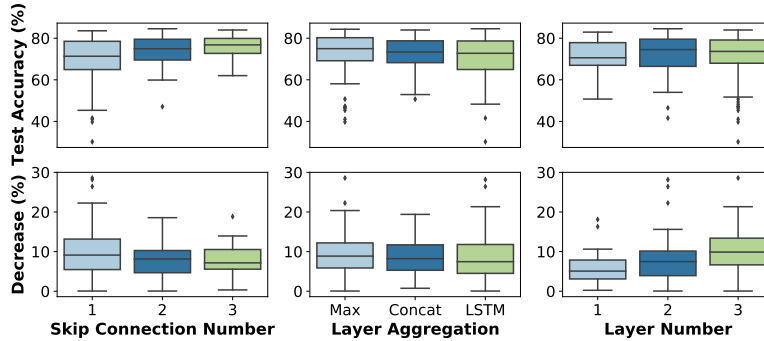 Test Accuracy (%)
80
60
40
80
60
40
80
60
40
Decrease (%)
30
20
10
0
30
20
10
0
30
20
10
0
1 2 3
Max Concat LSTM
1 2 3
Skip Connection Number
Layer Aggregation
Layer Number